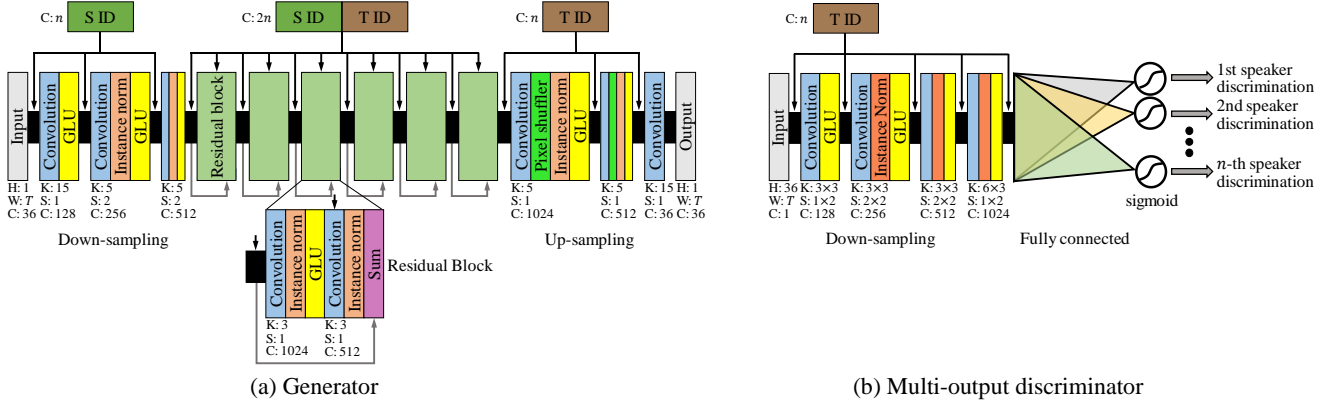 C: n
S ID
C: 2n
S ID
T ID
C: n
T ID
Input
Convolution
GLU
Convolution
Instance norm
GLU
Residual block
Convolution
Pixel shuffler
Instance norm
GLU
Convolution
Output
H: 1
W: T
C: 36
K: 15
S: 1
C: 128
K: 5
S: 2
C: 256
K: 5
S: 2
C: 512
K: 5
S: 1
C: 1024
K: 5
S: 1
C: 512
K: 15
S: 1
C: 36
H: 1
W: T
C: 36
Down-sampling
Up-sampling
Convolution
Instance norm
GLU
Convolution
Instance norm
Sum
Residual Block
K: 3
S: 1
C: 1024
K: 3
S: 1
C: 512
(a) Generator
C: n
T ID
Input
Convolution
GLU
Convolution
Instance Norm
GLU
H: 36
W: T
C: 1
K: 3×3
S: 1×2
C: 128
K: 3×3
S: 2×2
C: 256
K: 3×3
S: 2×2
C: 512
K: 6×3
S: 1×2
C: 1024
Down-sampling
Fully connected
sigmoid
1st speaker
discrimination
2nd speaker
discrimination
n-th speaker
discrimination
(b) Multi-output discriminator